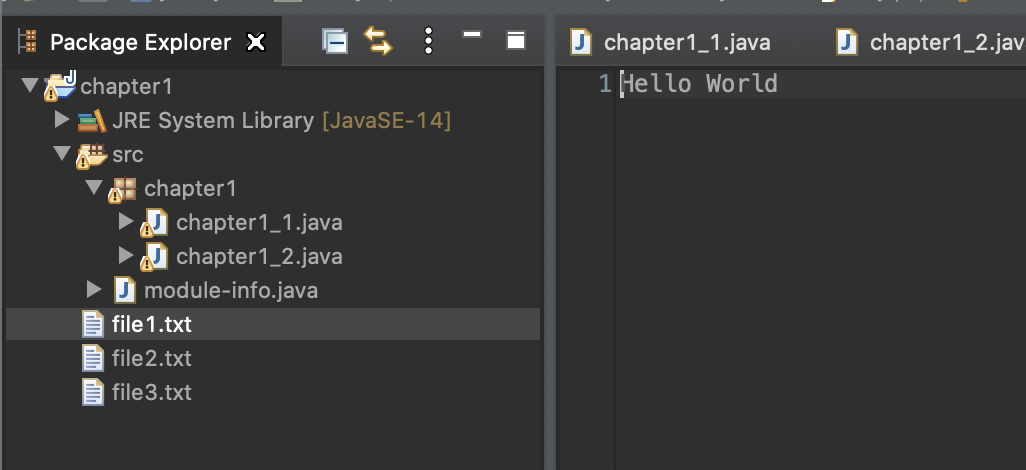 Package Explorer
chapter1_1.java
chapter1_2.jav
chapter1
JRE System Library [JavaSE-14]
src
chapter1
chapter1_1.java
chapter1_2.java
module-info.java
file1.txt
file2.txt
file3.txt
1 Hello World